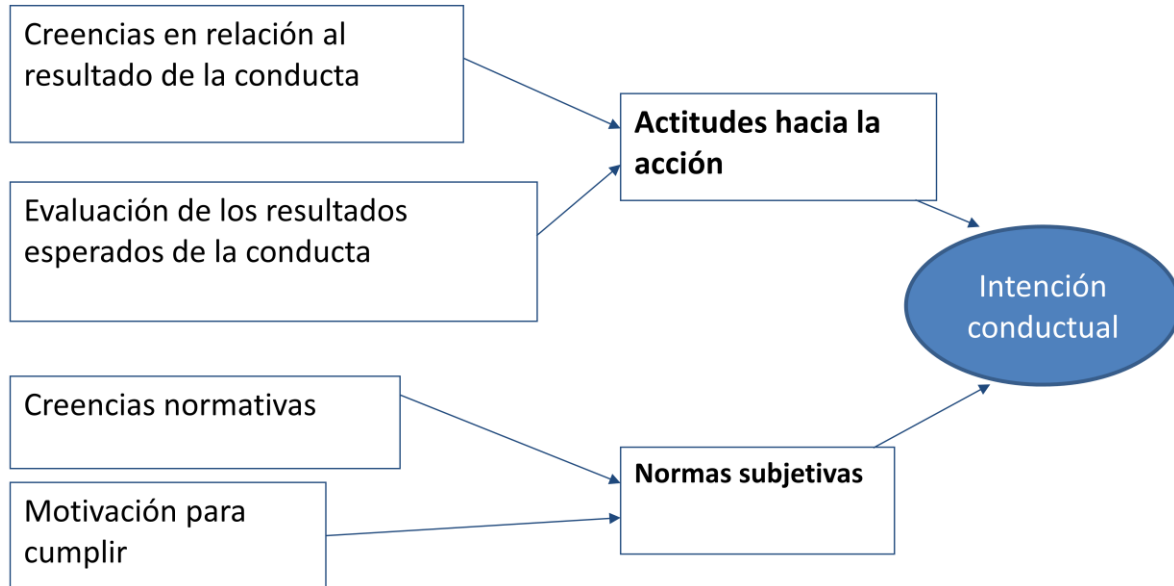 Creencias en relación al
resultado de la conducta
Actitudes hacia la
acción
Evaluación de los resultados
esperados de la conducta
Intención
conductual
Creencias normativas
Normas subjetivas
Motivación para
cumplir